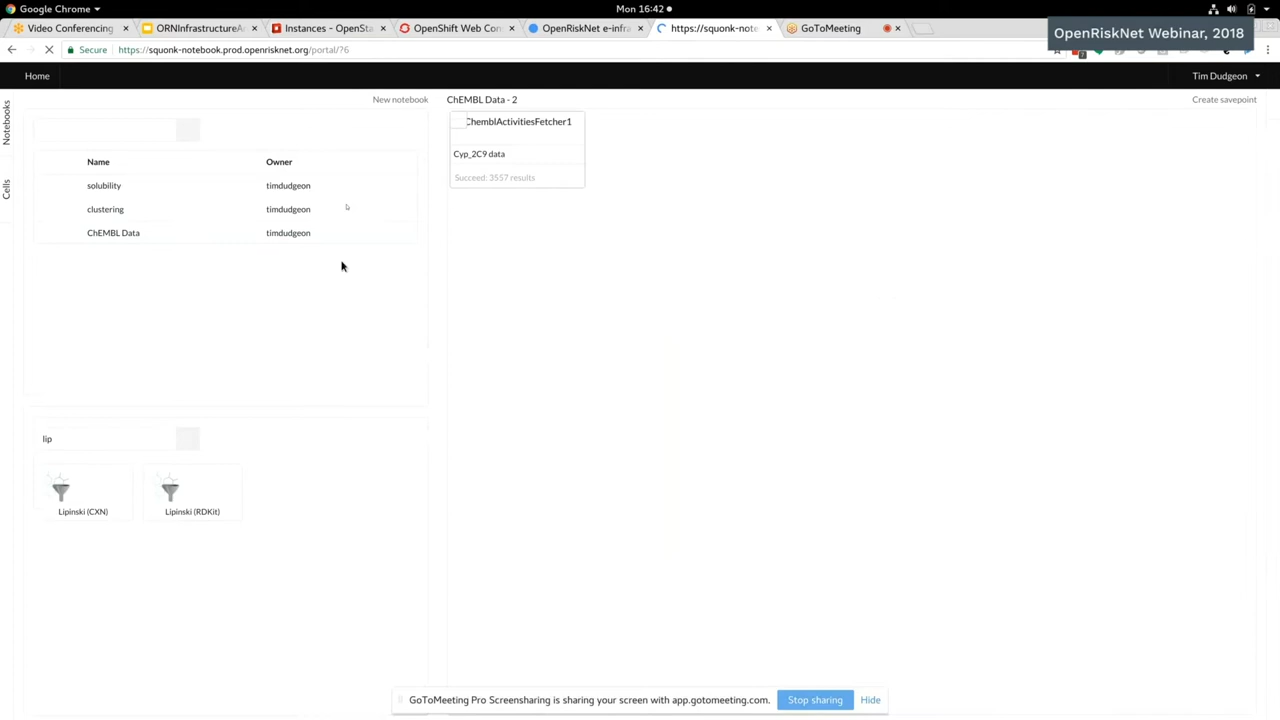 Google Chrome
Mon 16:42
Video Conferencing
ORNInfrastructureAd
Instances - OpenSta
OpenShift Web Con
OpenRiskNet e-infra
https://squonk-note
GoToMeeting
OpenRiskNet Webinar, 2018
Secure
https://squonk-notebook.prod.openrisknet.org/portal/76
Home
Tim Dudgeon
Notebooks
Cells
New notebook
ChEMBL Data - 2
Create savepoint
ChemblActivitiesFetcher1
Cyp_2C9 data
Succeed: 3557 results
Name Owner
solubility timdudgeon
clustering timdudgeon
ChEMBL Data timdudgeon
lip
Lipinski (CXN)
Lipinski (RDKit)
GoToMeeting Pro Screensharing is sharing your screen with app.gotomeeting.com.
Stop sharing
Hide